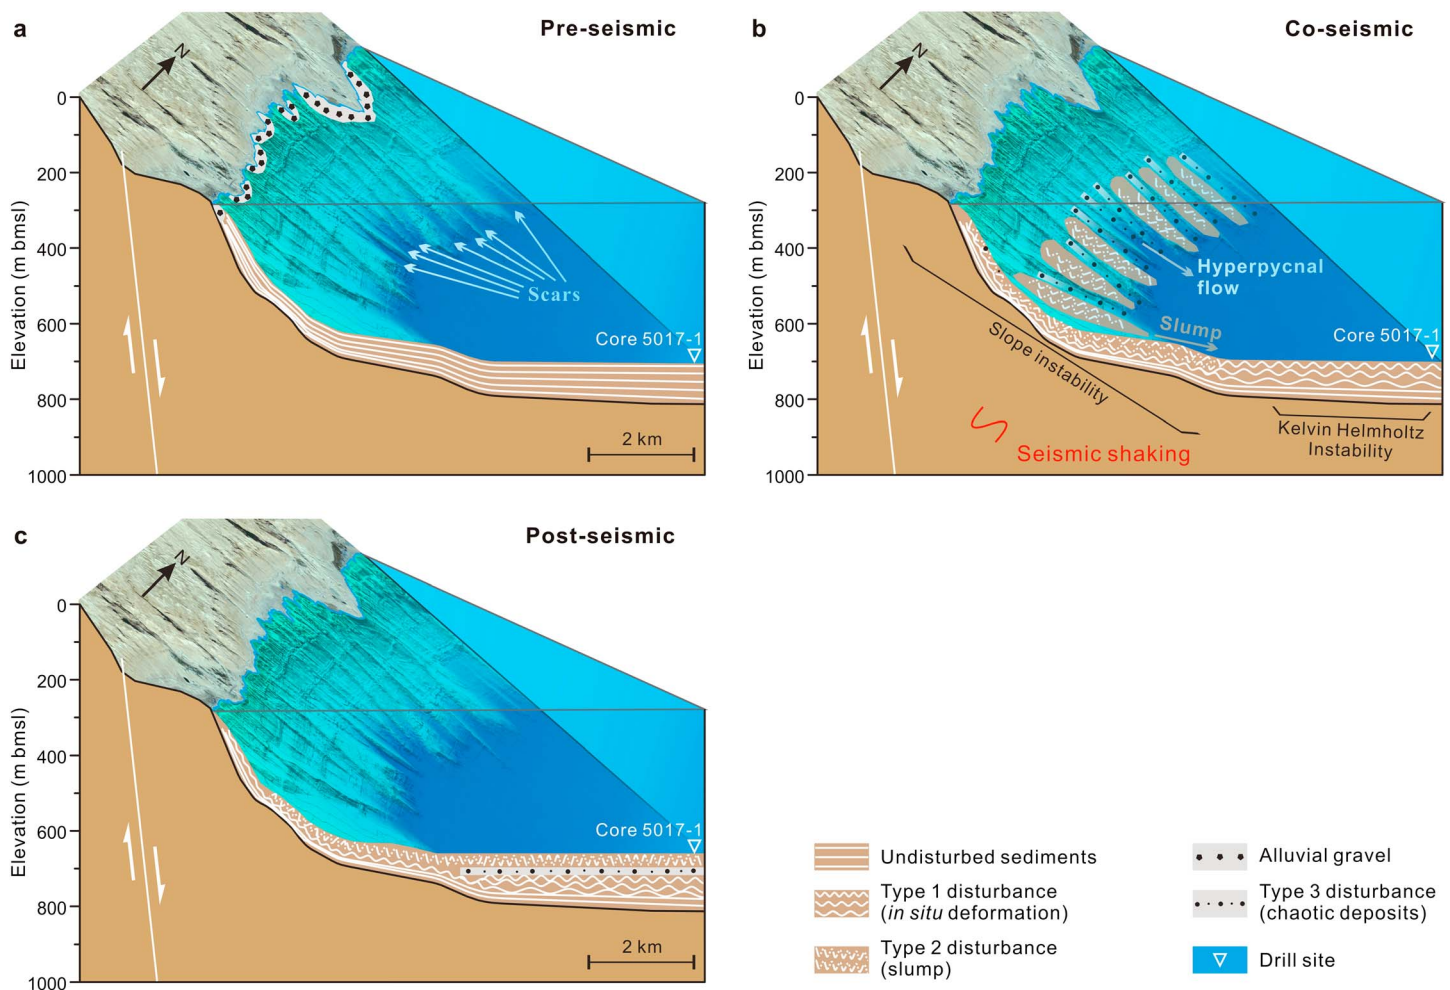 a
Pre-seismic
N
0
200
400
600
800
1000
Elevation (m bmsl)
Scars
Core 5017-1
2 km
b
Co-seismic
N
0
200
400
600
800
1000
Elevation (m bmsl)
Hyperpycnal
flow
Slump
Core 5017-1
Slope instability
Kelvin Helmholtz
Instability
Seismic shaking
c
Post-seismic
N
0
200
400
600
800
1000
Elevation (m bmsl)
Core 5017-1
2 km
Undisturbed sediments
Type 1 disturbance
(in situ deformation)
Type 2 disturbance
(slump)
Alluvial gravel
Type 3 disturbance
(chaotic deposits)
Drill site